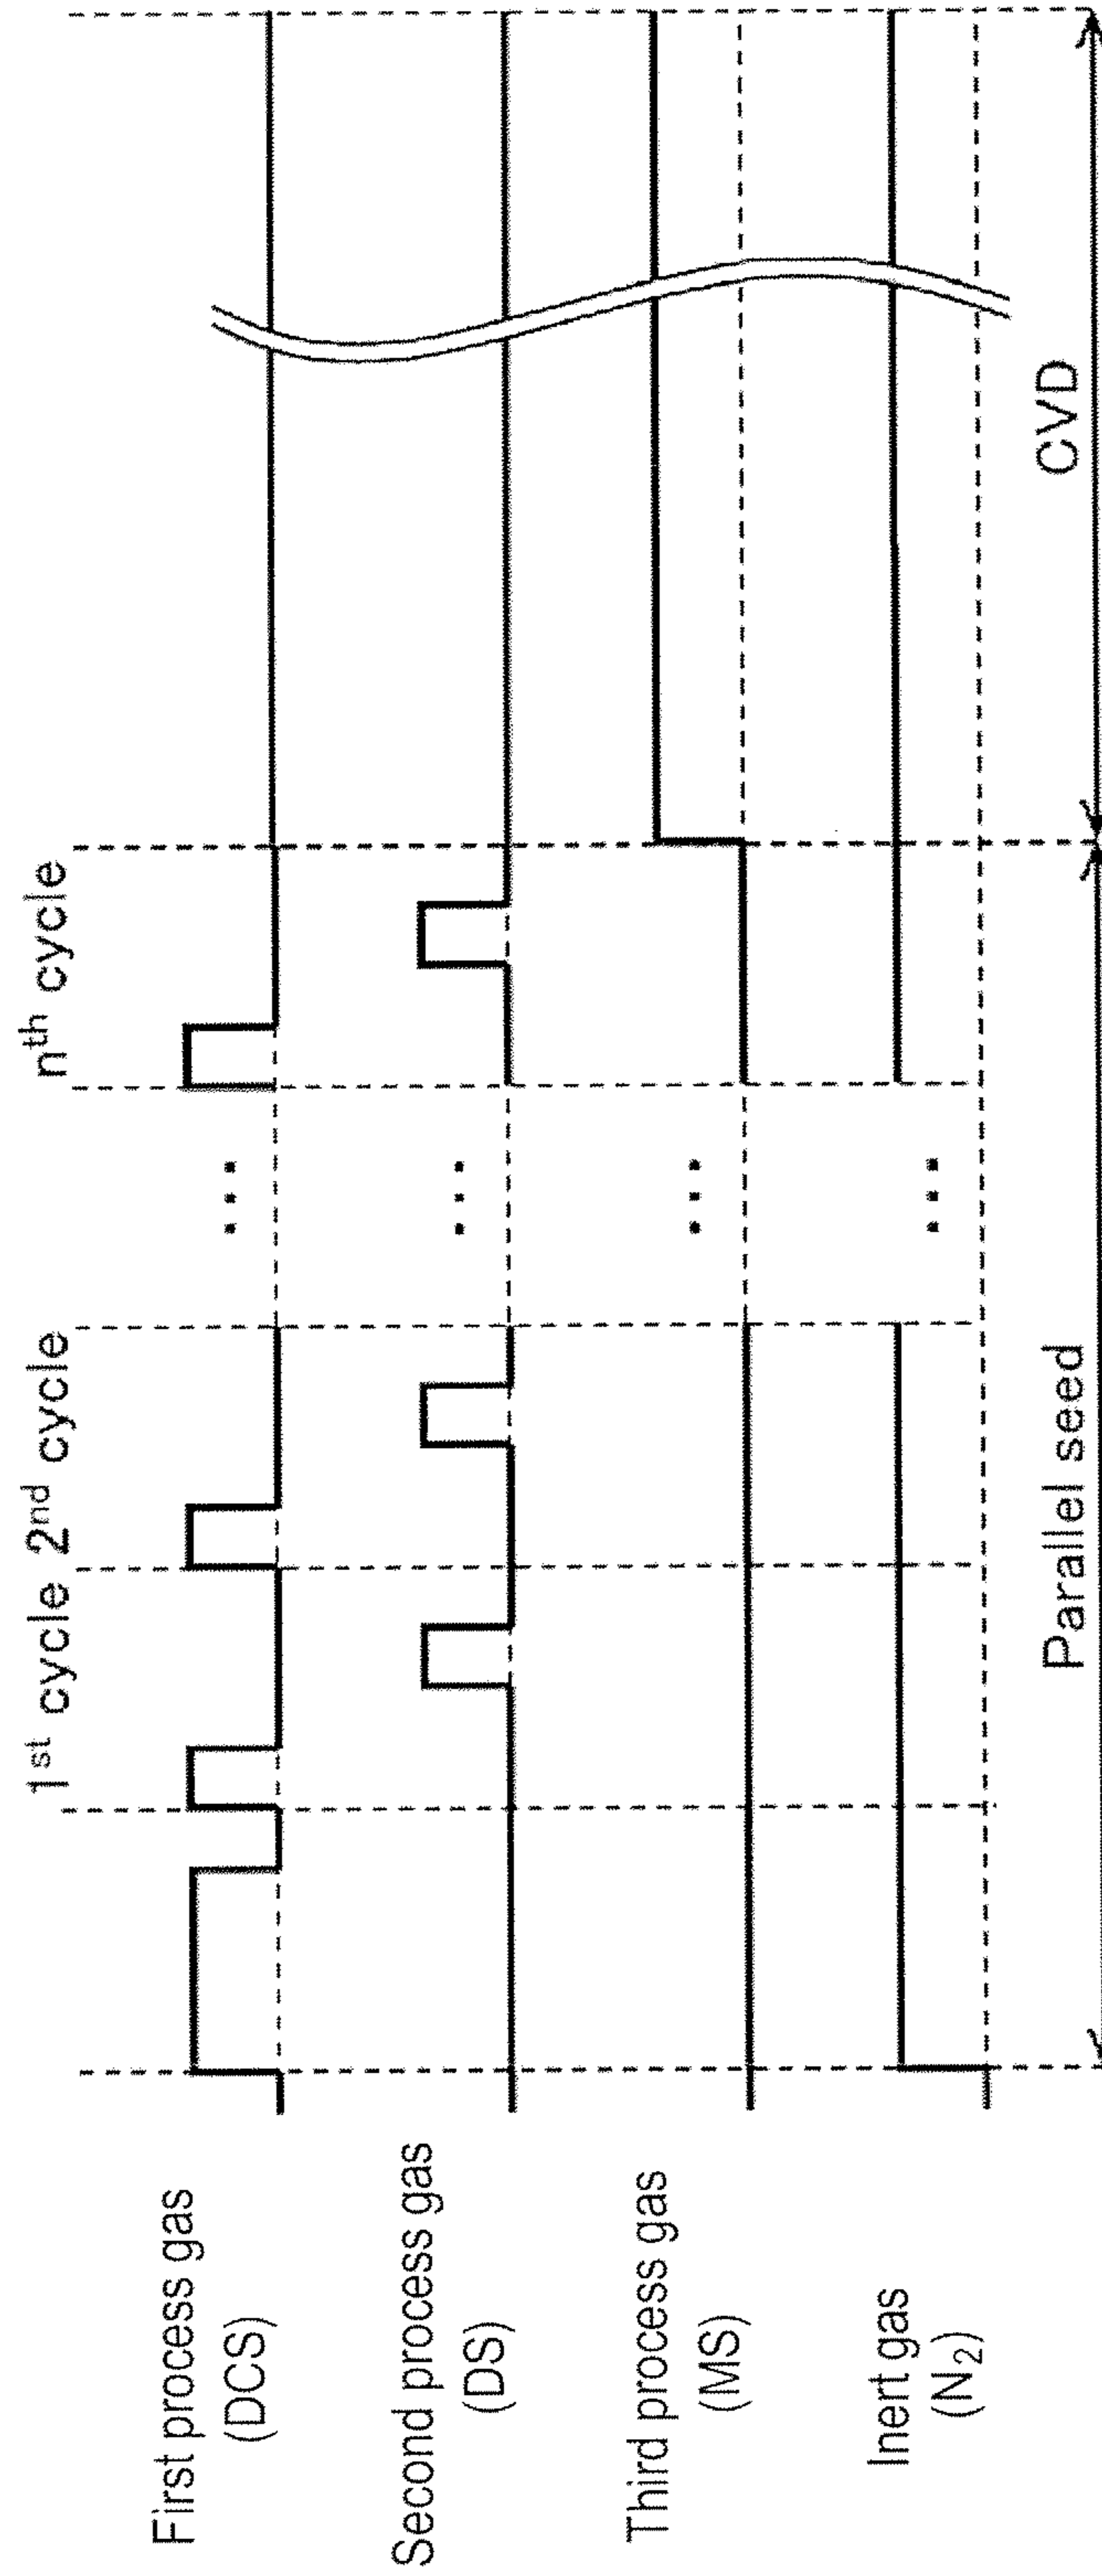 1st cycle 2nd cycle
nth cycle
First process gas
(DCS)
Second process gas
(DS)
Third process gas
(MS)
Inert gas
(N2)
Parallel seed
CVD